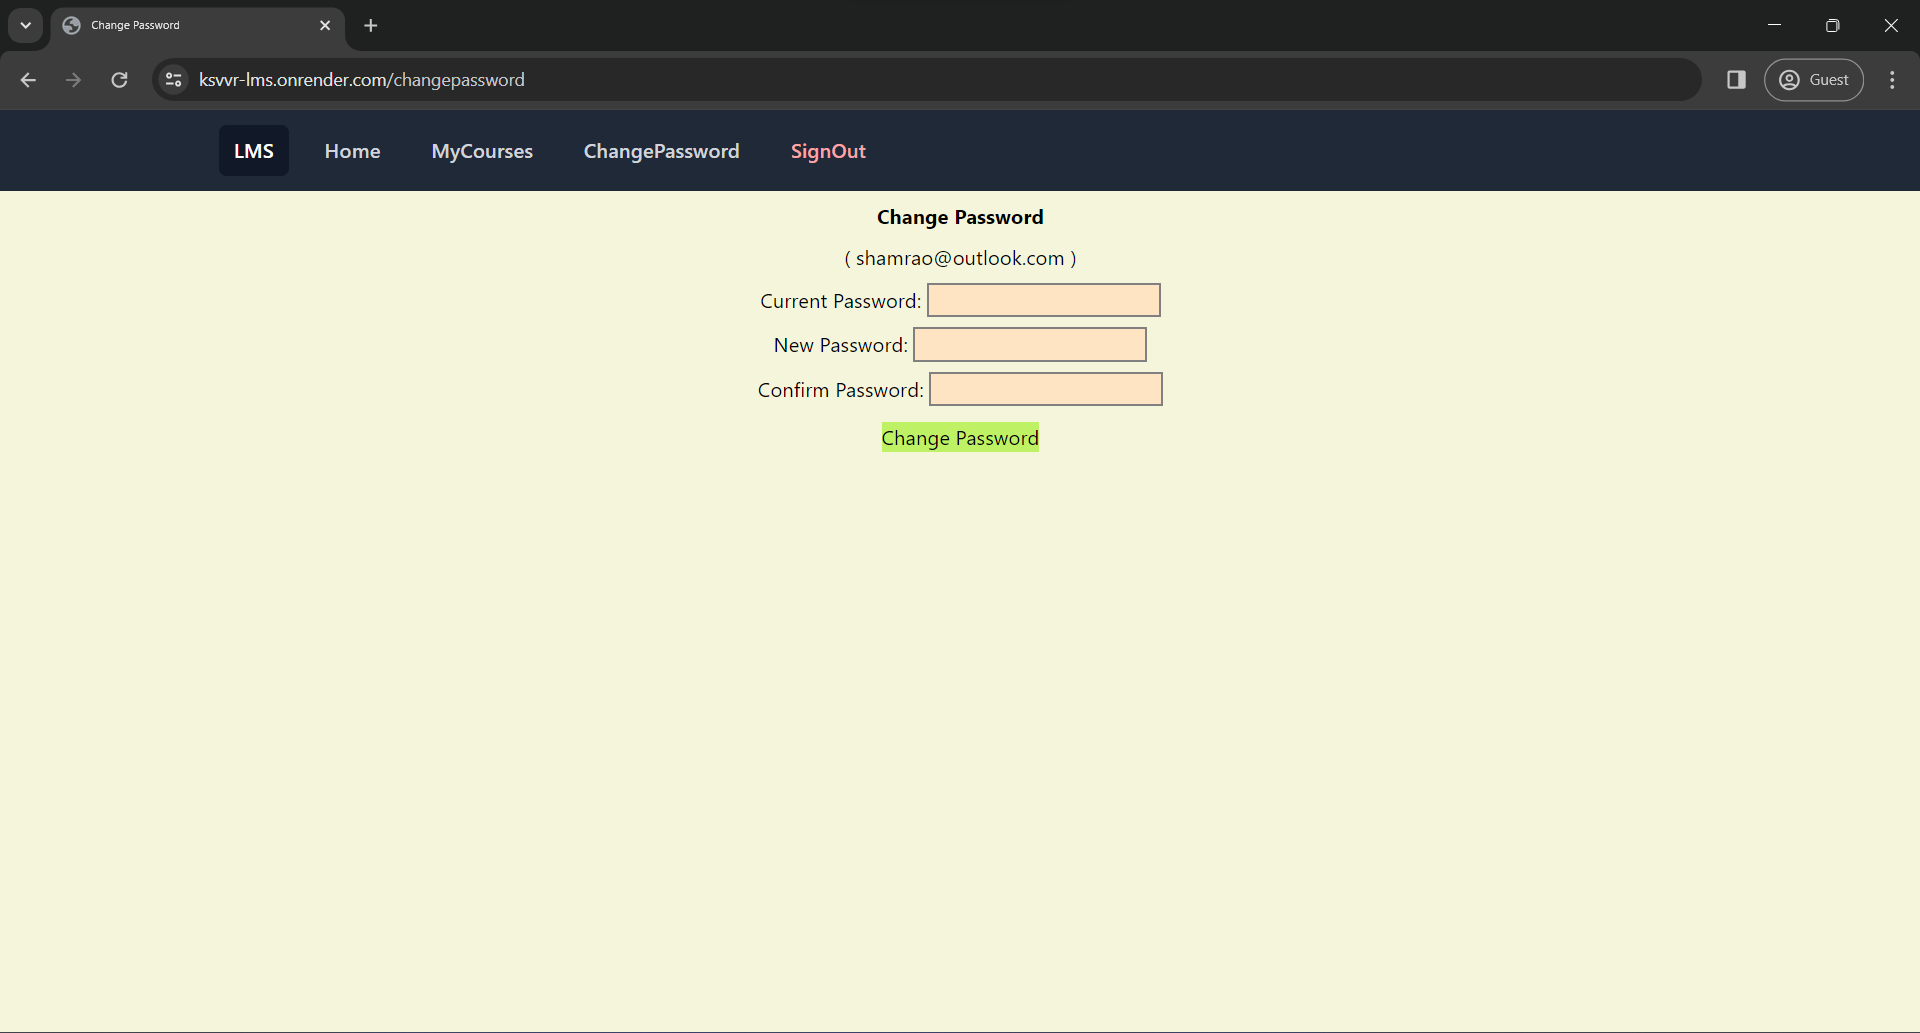 Change Password
ksvvr-lms.onrender.com/changepassword
Guest
LMS Home MyCourses ChangePassword SignOut
Change Password
( shamrao@outlook.com )
Current Password:
New Password:
Confirm Password:
Change Password